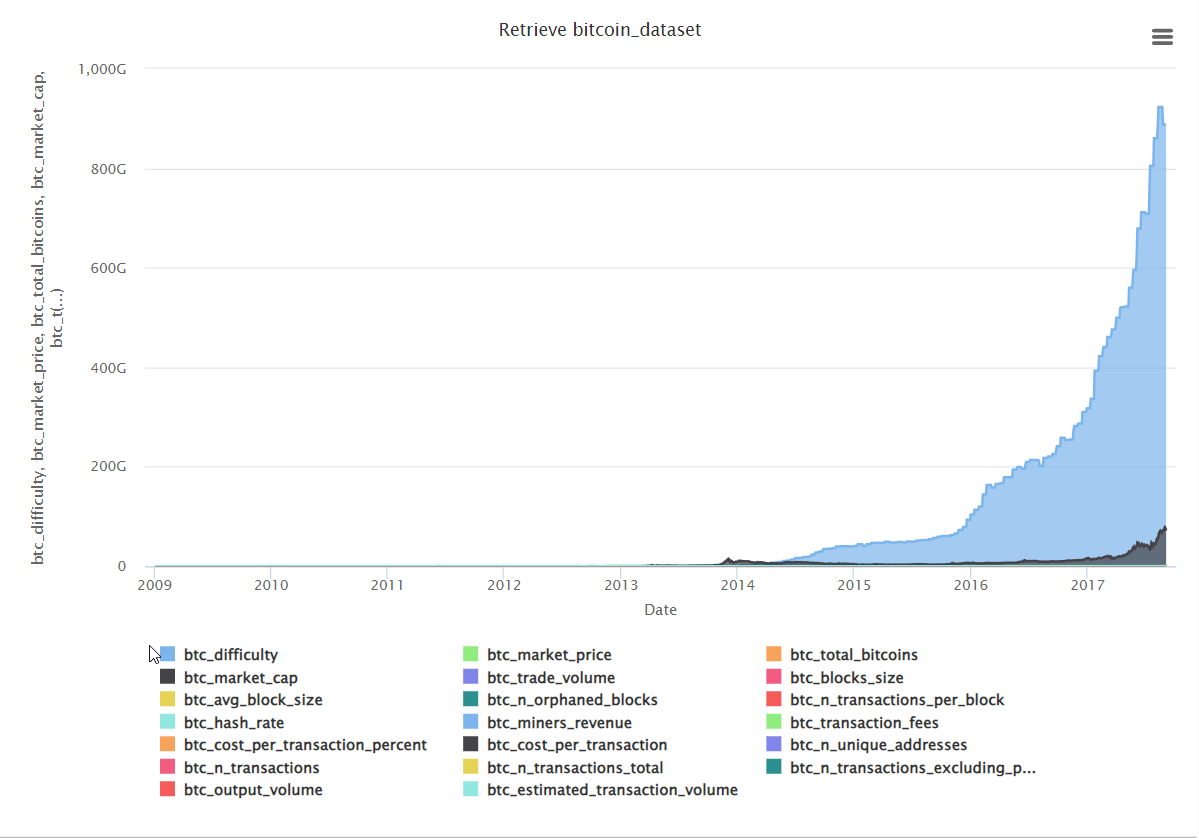 Retrieve bitcoin_dataset
btc_difficulty, btc_market_price, btc_total_bitcoins, btc_market_cap,
btc_t(...)
1,000G
800G
600G
400G
200G
0
2009 2010 2011 2012 2013 2014 2015 2016 2017
Date
btc_difficulty btc_market_price btc_total_bitcoins
btc_market_cap btc_trade_volume btc_blocks_size
btc_avg_block_size btc_n_orphaned_blocks btc_n_transactions_per_block
btc_hash_rate btc_miners_revenue btc_transaction_fees
btc_cost_per_transaction_percent btc_cost_per_transaction btc_n_unique_addresses
btc_n_transactions btc_n_transactions_total btc_n_transactions_excluding_p...
btc_output_volume btc_estimated_transaction_volume